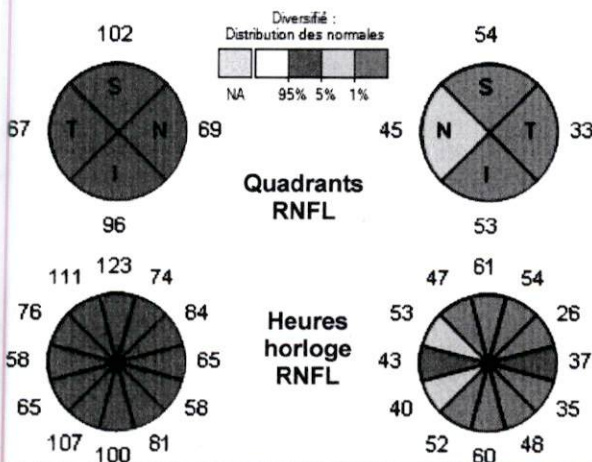 Diversifié :
Distribution des normales
NA 95% 5% 1%
102
S
T N
I
67 69
96
54
S
N T
I
45 33
53
Quadrants
RNFL
123
111 74
76 84
58 65
65 58
107 81
100
Heures
horloge
RNFL
61
47 54
53 26
43 37
40 35
52 48
60